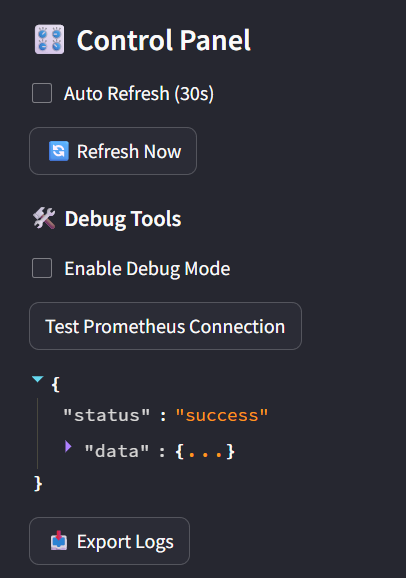 Control Panel
Auto Refresh (30s)
Refresh Now
Debug Tools
Enable Debug Mode
Test Prometheus Connection
{
"status" : "success"
"data" : {...}
}
Export Logs